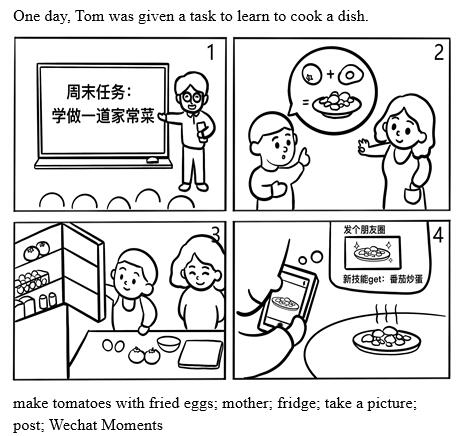 One day, Tom was given a task to learn to cook a dish.
1
周末任务：
学做一道家常菜
2
+
=
3
4
发个朋友圈
新技能get：番茄炒蛋
make tomatoes with fried eggs; mother; fridge; take a picture;
post; Wechat Moments